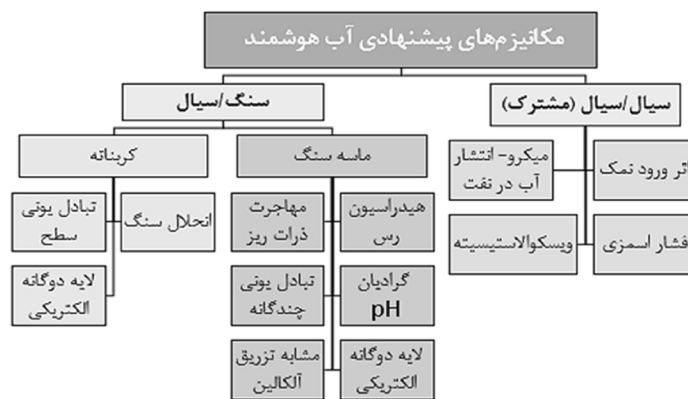 مکانیزم‌های پیشنهادی آب هوشمند
سیال/سیال (مشترک)
سنگ/سیال
اثر ورود نمک
میکرو- انتشار
آب در نفت
فشار اسمزی
ویسکوالاستیسیته
ماسه سنگ
کربناته
هیدراسیون
رس
مهاجرت
ذرات ریز
گرادیان
pH
تبادل یونی
چندگانه
لایه دوگانه
الکتریکی
مشابه تزریق
آلکالین
انحلال سنگ
تبادل یونی
سطح
لایه دوگانه
الکتریکی